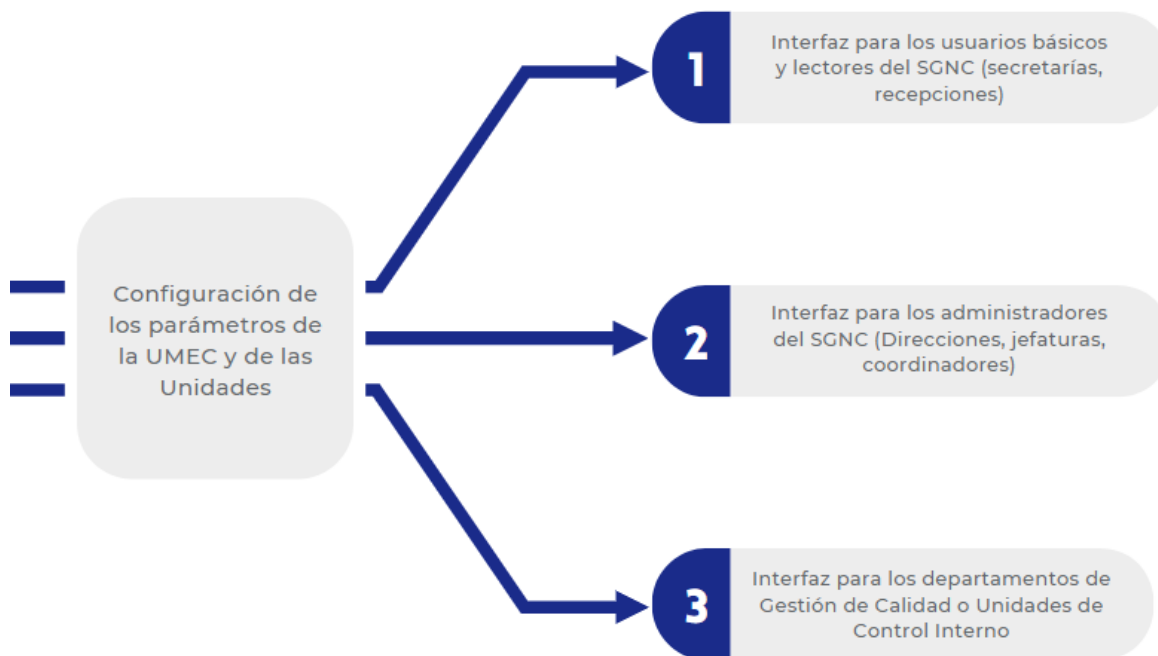 Configuración de
los parámetros de
la UMEC y de las
Unidades
1
Interfaz para los usuarios básicos
y lectores del SGNC (secretarías,
recepciones)
2
Interfaz para los administradores
del SGNC (Direcciones, jefaturas,
coordinadores)
3
Interfaz para los departamentos de
Gestión de Calidad o Unidades de
Control Interno